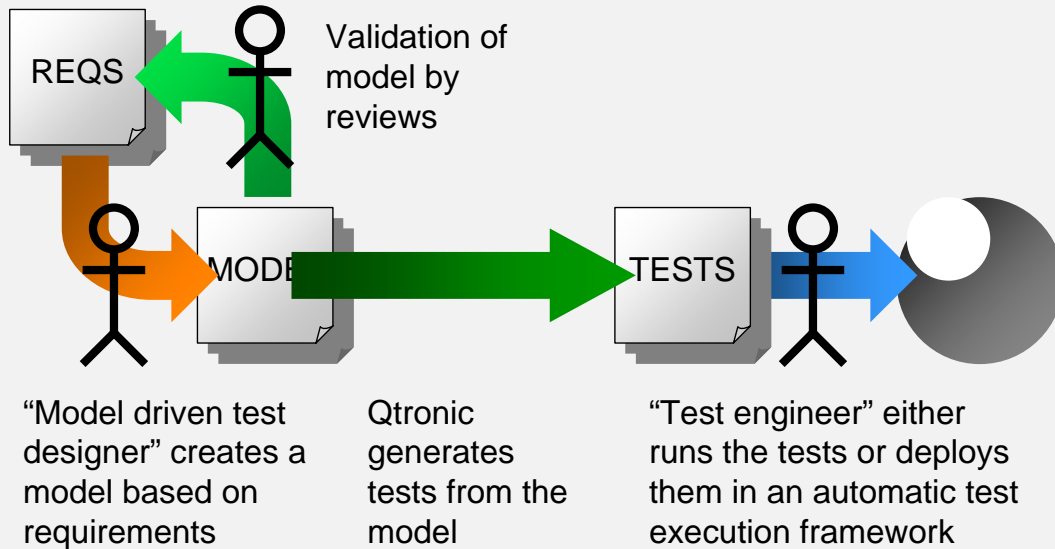 REQS
Validation of
model by
reviews
MODE
TESTS
“Model driven test
designer” creates a
model based on
requirements
Qtronic
generates
tests from the
model
“Test engineer” either
runs the tests or deploys
them in an automatic test
execution framework